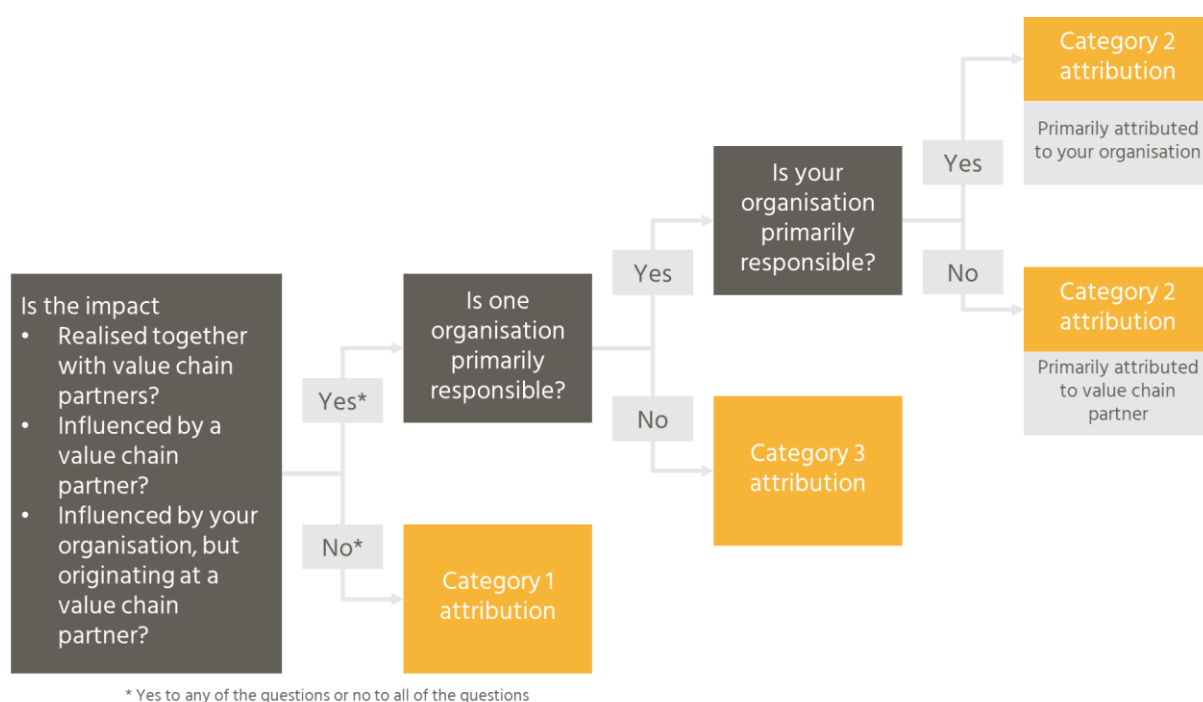 Is the impact
• Realised together
with value chain
partners?
• Influenced by a
value chain
partner?
• Influenced by your
organisation, but
originating at a
value chain
partner?
Yes*
No*
Is one
organisation
primarily
responsible?
Category 1
attribution
Yes
No
Is your
organisation
primarily
responsible?
Category 3
attribution
Yes
No
Category 2
attribution
Primarily attributed
to your organisation
Category 2
attribution
Primarily attributed
to value chain
partner
* Yes to any of the questions or no to all of the questions